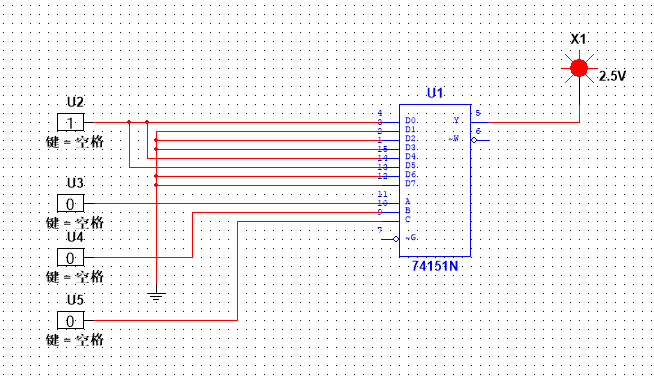 X1
2.5V
U2
1
键 = 空格
U1
4
3
2
1
15
14
13
12
D0
D1
D2
D3
D4
D5
D6
D7
Y
5
~W
6
U3
0
键 = 空格
11
10
9
A
B
C
7
~G
74151N
U4
0
键 = 空格
U5
0
键 = 空格